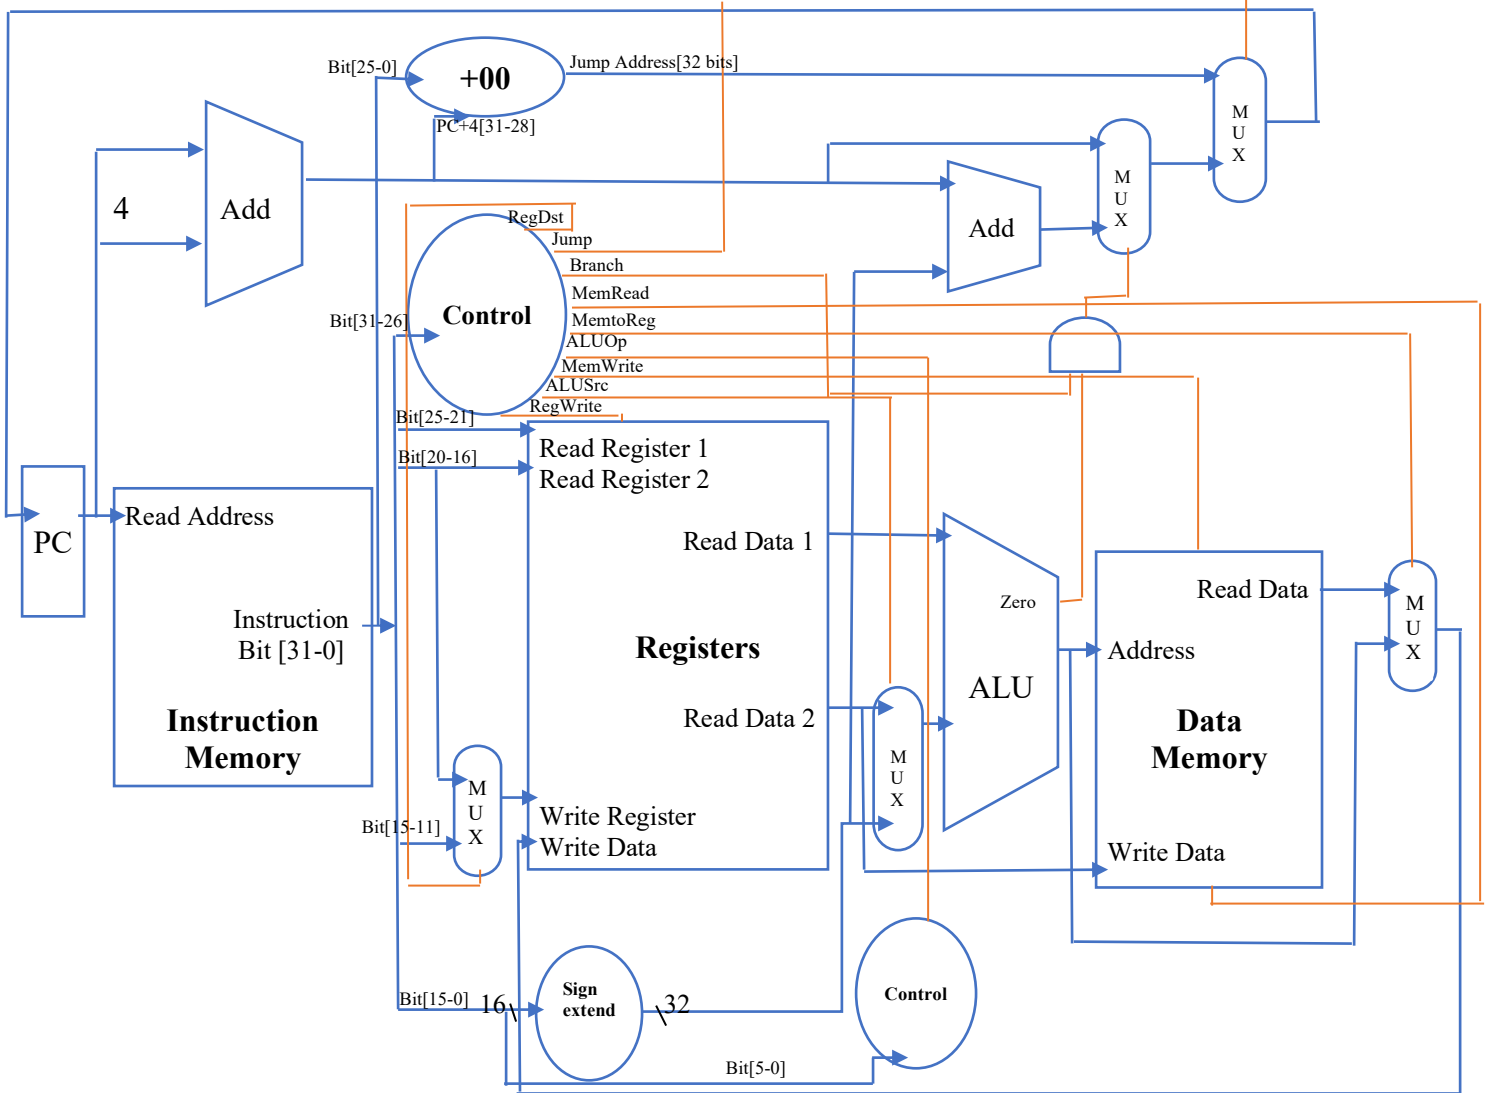 Bit[25-0]
+00
Jump Address[32 bits]
PC+4[31-28]
M
U
X
M
U
X
4
Add
Add
RegDst
Jump
Branch
MemRead
MemtoReg
ALUOp
MemWrite
ALUSrc
RegWrite
Control
Bit[31-26]
Bit[25-21]
Bit[20-16]
Read Register 1
Read Register 2
PC
Read Address
Read Data 1
Instruction
Bit [31-0]
Registers
Zero
Read Data
M
U
X
Address
ALU
Instruction
Memory
Read Data 2
Data
Memory
M
U
X
M
U
X
Bit[15-11]
Write Register
Write Data
Write Data
Bit[15-0]
16\
Sign
extend
\32
Control
Bit[5-0]